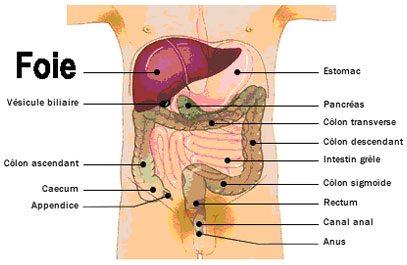 Foie
Vésicule biliaire
Côlon ascendant
Caecum
Appendice
Estomac
Pancréas
Côlon transverse
Côlon descendant
Intestin grêle
Côlon sigmoïde
Rectum
Canal anal
Anus